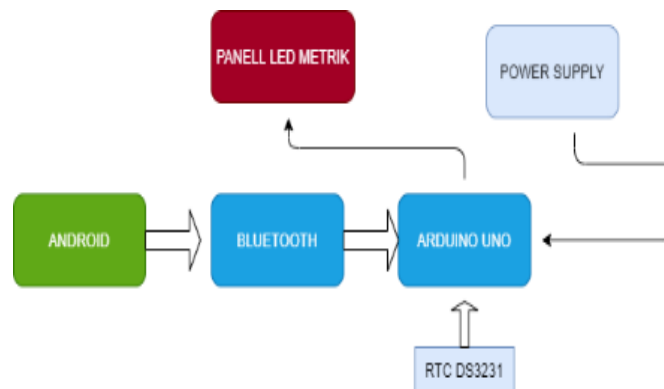 PANELL LED METRIK
POWER SUPPLY
ANDROID
BLUETOOTH
ARDUINO UNO
RTC DS3231